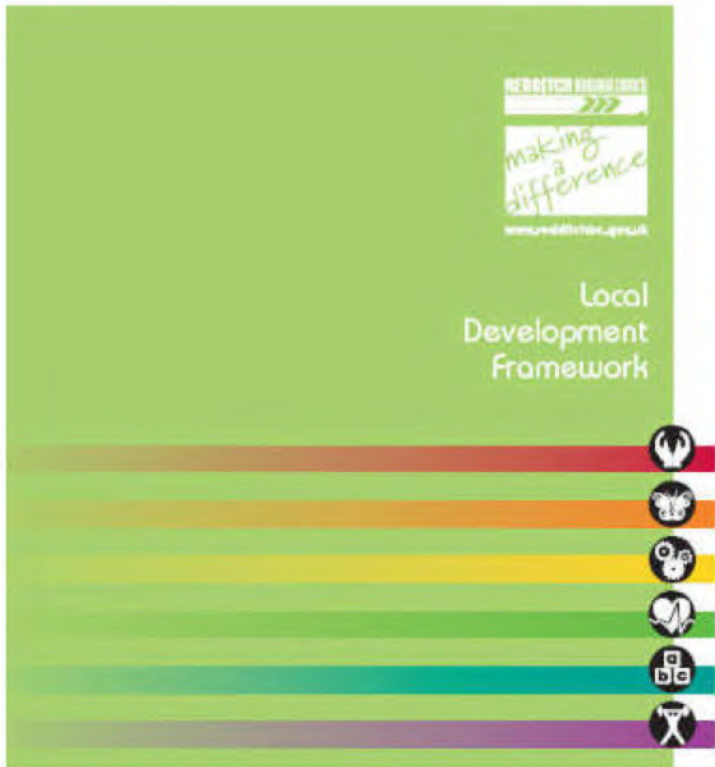 REDDITCH BOROUGH COUNCIL
making
a
difference
www.redditchbc.gov.uk
Local
Development
Framework
a
b c